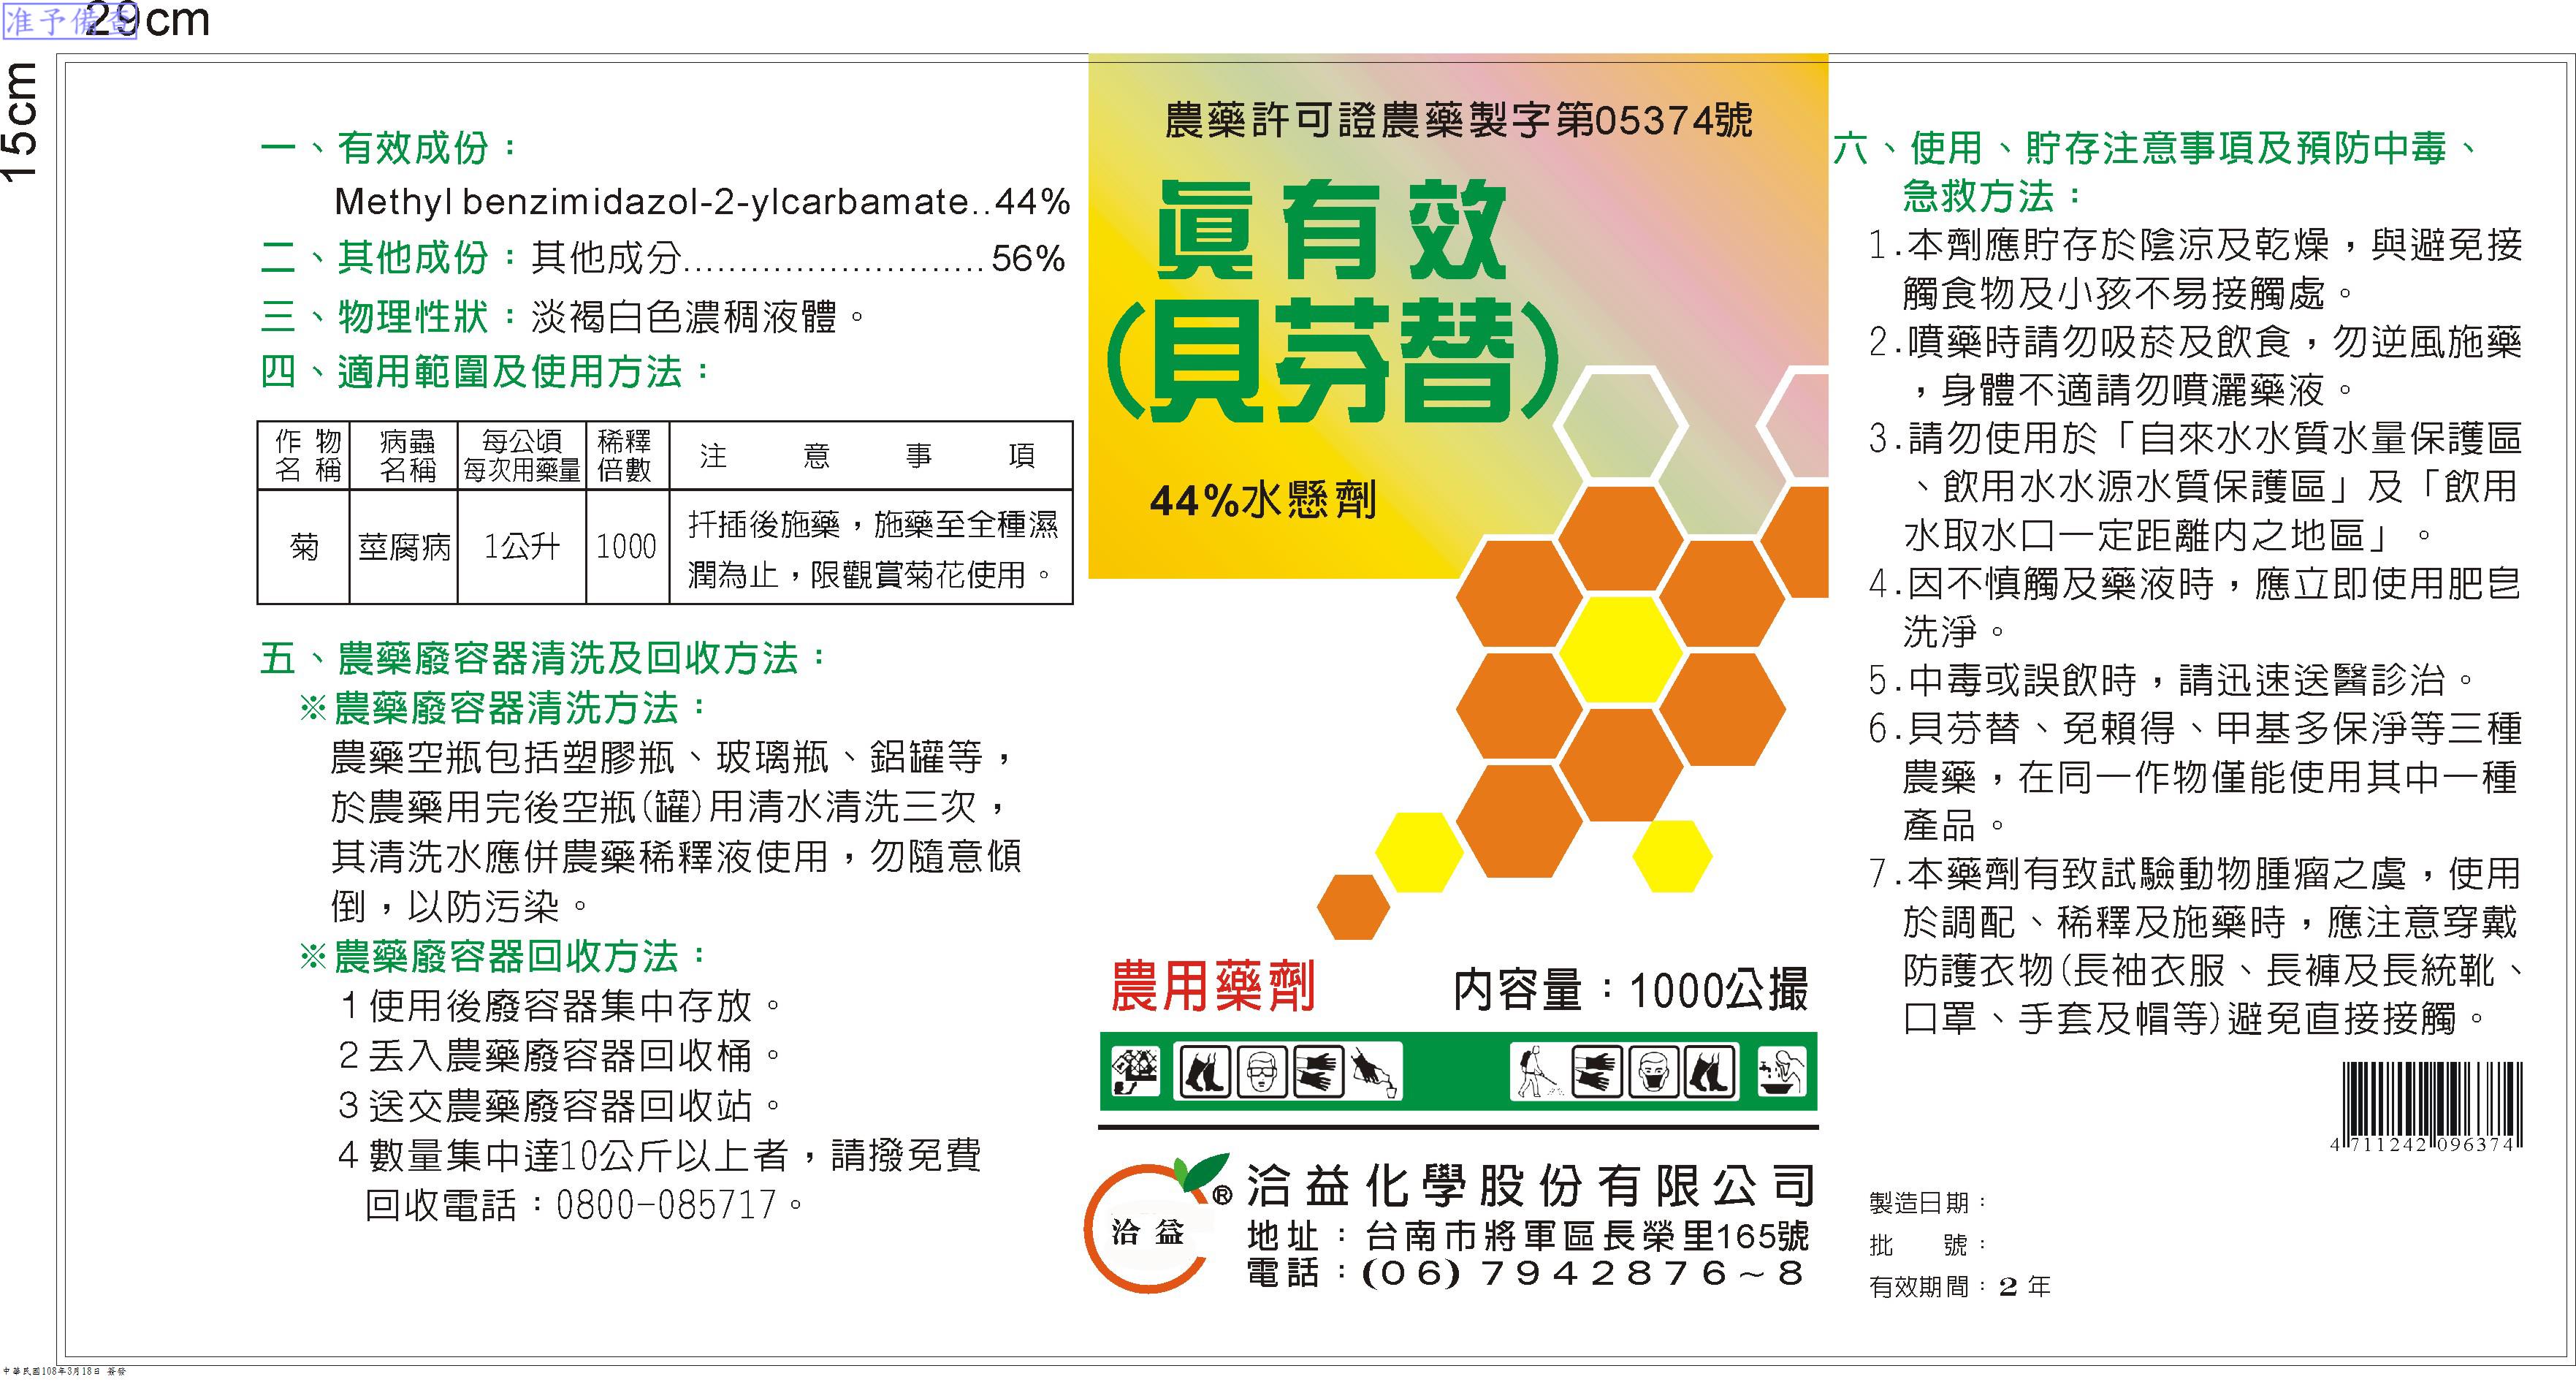 准予備查
29cm
15cm
一、有效成份：
Methyl benzimidazol-2-ylcarbamate..44%
二、其他成份：其他成分...........................56%
三、物理性狀：淡褐白色濃稠液體。
四、適用範圍及使用方法：
作物名稱 病蟲名稱 每公頃每次用藥量 稀釋倍數 注意事項
菊 莖腐病 1公升 1000 扦插後施藥，施藥至全種濕
潤為止，限觀賞菊花使用。
五、農藥廢容器清洗及回收方法：
※農藥廢容器清洗方法：
農藥空瓶包括塑膠瓶、玻璃瓶、鋁罐等，
於農藥用完後空瓶(罐)用清水清洗三次，
其清洗水應併農藥稀釋液使用，勿隨意傾
倒，以防污染。
※農藥廢容器回收方法：
1使用後廢容器集中存放。
2丟入農藥廢容器回收桶。
3送交農藥廢容器回收站。
4數量集中達10公斤以上者，請撥免費
回收電話：0800-085717。
農藥許可證農藥製字第05374號
真有效
(貝芬替)
44%水懸劑
農用藥劑
內容量：1000公撮
洽益
®
洽益化學股份有限公司
地址：台南市將軍區長榮里165號
電話：(06) 7942876~8
六、使用、貯存注意事項及預防中毒、
急救方法：
1.本劑應貯存於陰涼及乾燥，與避免接
觸食物及小孩不易接觸處。
2.噴藥時請勿吸菸及飲食，勿逆風施藥
，身體不適請勿噴灑藥液。
3.請勿使用於「自來水水質水量保護區
、飲用水水源水質保護區」及「飲用
水取水口一定距離內之地區」。
4.因不慎觸及藥液時，應立即使用肥皂
洗淨。
5.中毒或誤飲時，請迅速送醫診治。
6.貝芬替、免賴得、甲基多保淨等三種
農藥，在同一作物僅能使用其中一種
產品。
7.本藥劑有致試驗動物腫瘤之虞，使用
於調配、稀釋及施藥時，應注意穿戴
防護衣物(長袖衣服、長褲及長統靴、
口罩、手套及帽等)避免直接接觸。
4 711242 096374
製造日期：
批　號：
有效期間：2 年
中華民國108年3月18日 簽發